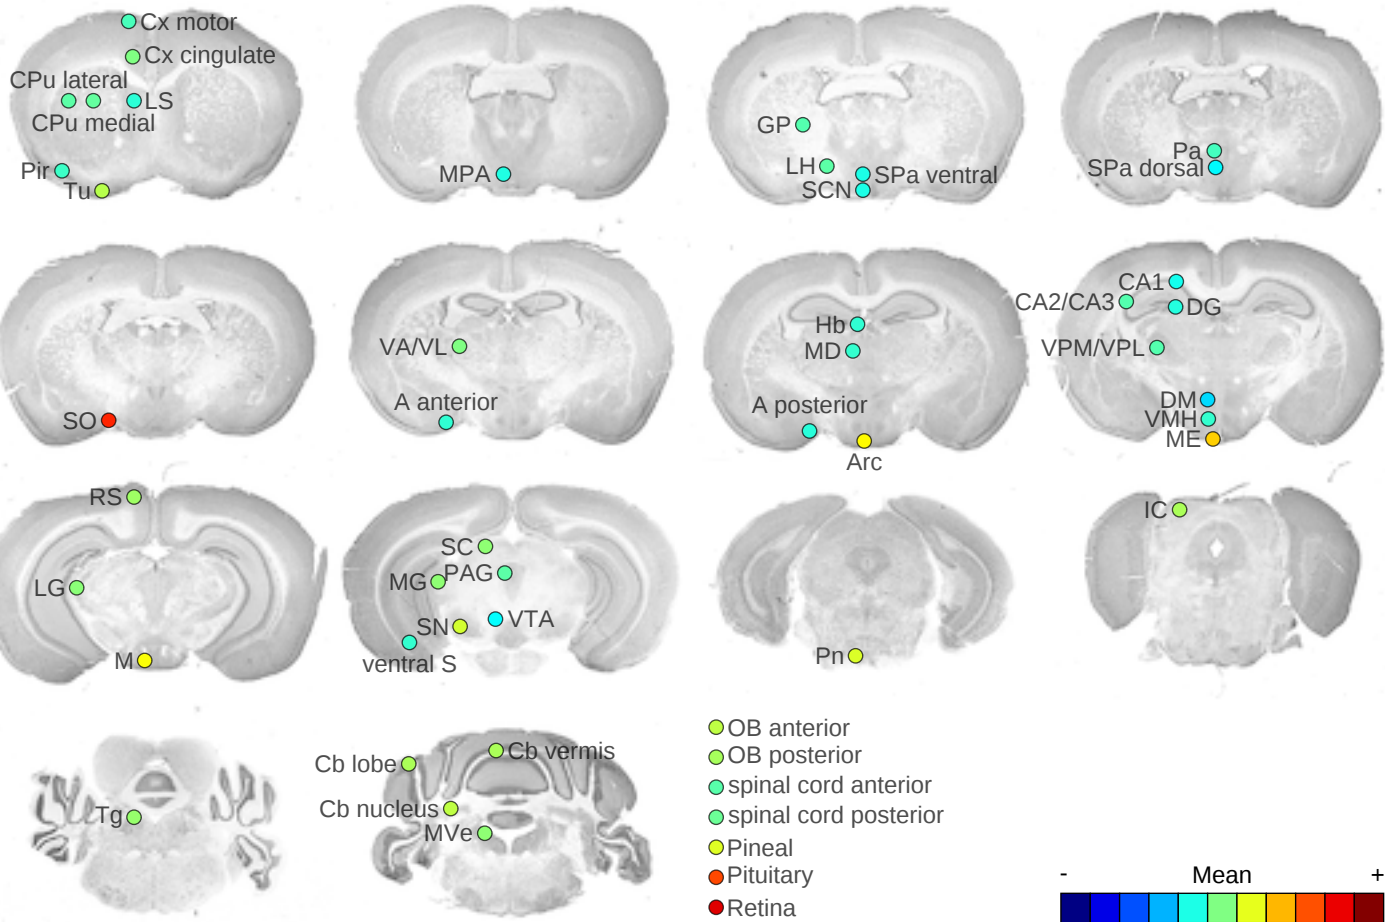 Cx motor
Cx cingulate
CPu lateral
LS
CPu medial
Pir
Tu
MPA
GP
LH
SPa ventral
SCN
Pa
SPa dorsal
SO
VA/VL
A anterior
Hb
MD
A posterior
Arc
CA1
CA2/CA3
DG
VPM/VPL
DM
VMH
ME
RS
LG
M
SC
MG
PAG
SN
VTA
ventral S
Pn
IC
Tg
Cb lobe
Cb vermis
Cb nucleus
MVe
OB anterior
OB posterior
spinal cord anterior
spinal cord posterior
Pineal
Pituitary
Retina
- Mean +